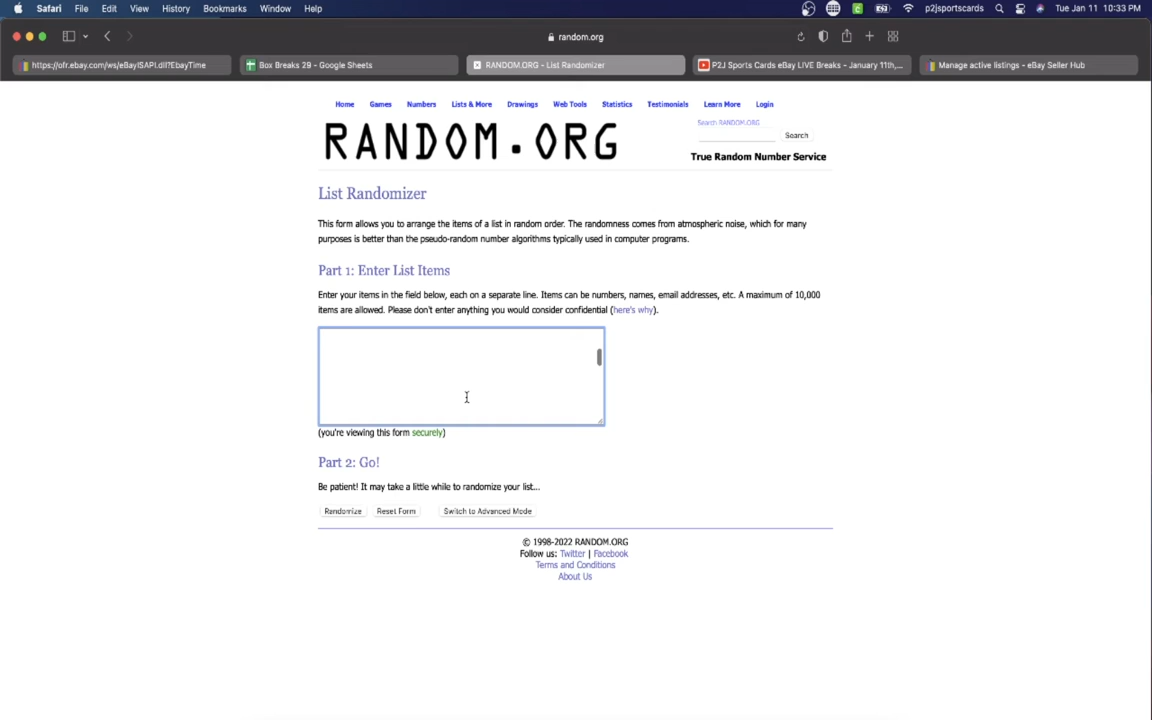 Safari File Edit View History Bookmarks Window Help p2jsportscards Tue Jan 11 10:33 PM
random.org
https://ofr.ebay.com/ws/eBayISAPI.dll?EbayTime Box Breaks 29 - Google Sheets RANDOM.ORG - List Randomizer P2J Sports Cards eBay LIVE Breaks - January 11th,... Manage active listings - eBay Seller Hub
Home Games Numbers Lists & More Drawings Web Tools Statistics Testimonials Learn More Login
Search RANDOM.ORG
RANDOM.ORG
Search
True Random Number Service
List Randomizer
This form allows you to arrange the items of a list in random order. The randomness comes from atmospheric noise, which for many
purposes is better than the pseudo-random number algorithms typically used in computer programs.
Part 1: Enter List Items
Enter your items in the field below, each on a separate line. Items can be numbers, names, email addresses, etc. A maximum of 10,000
items are allowed. Please don't enter anything you would consider confidential (here's why).
(you're viewing this form securely)
Part 2: Go!
Be patient! It may take a little while to randomize your list...
Randomize Reset Form Switch to Advanced Mode
© 1998-2022 RANDOM.ORG
Follow us: Twitter | Facebook
Terms and Conditions
About Us